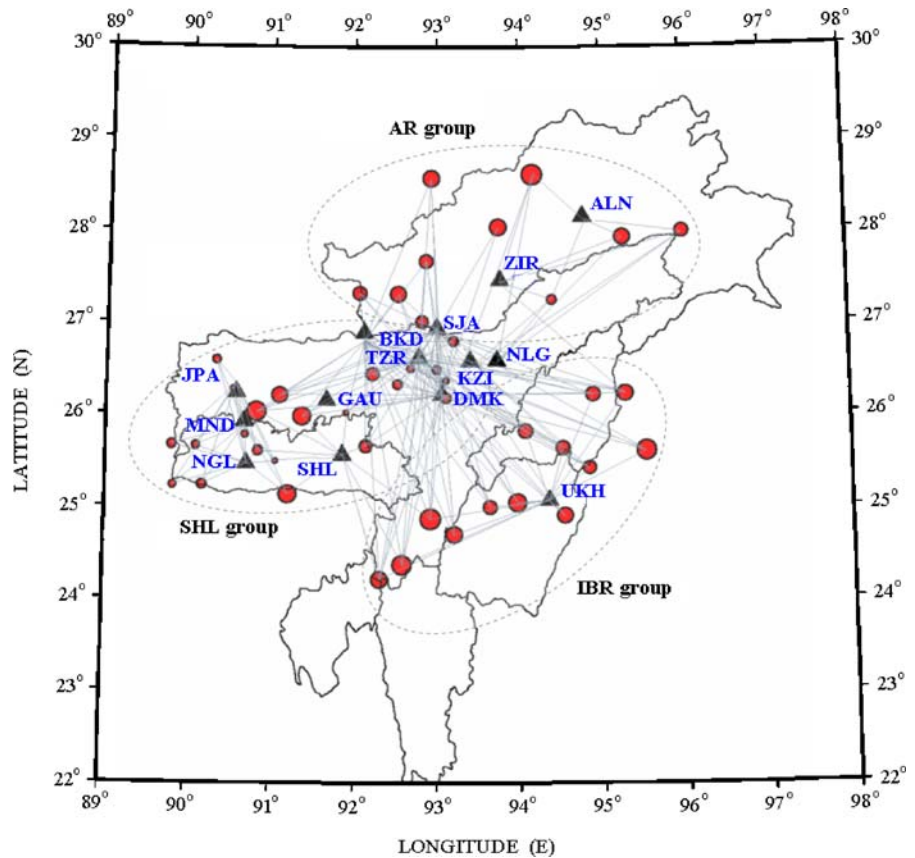 89° 90° 91° 92° 93° 94° 95° 96° 97° 98°
30° 30°
AR group
29° 29°
ALN
28° 28°
ZIR
27° 27°
SJA
BKD
TZR NLG
JPA KZI
GAU DMK
26° 26°
MND
NGL SHL
UKH
25° 25°
SHL group
IBR group
24° 24°
23° 23°
22° 22°
89° 90° 91° 92° 93° 94° 95° 96° 97° 98°
LATITUDE (N)
LONGITUDE (E)